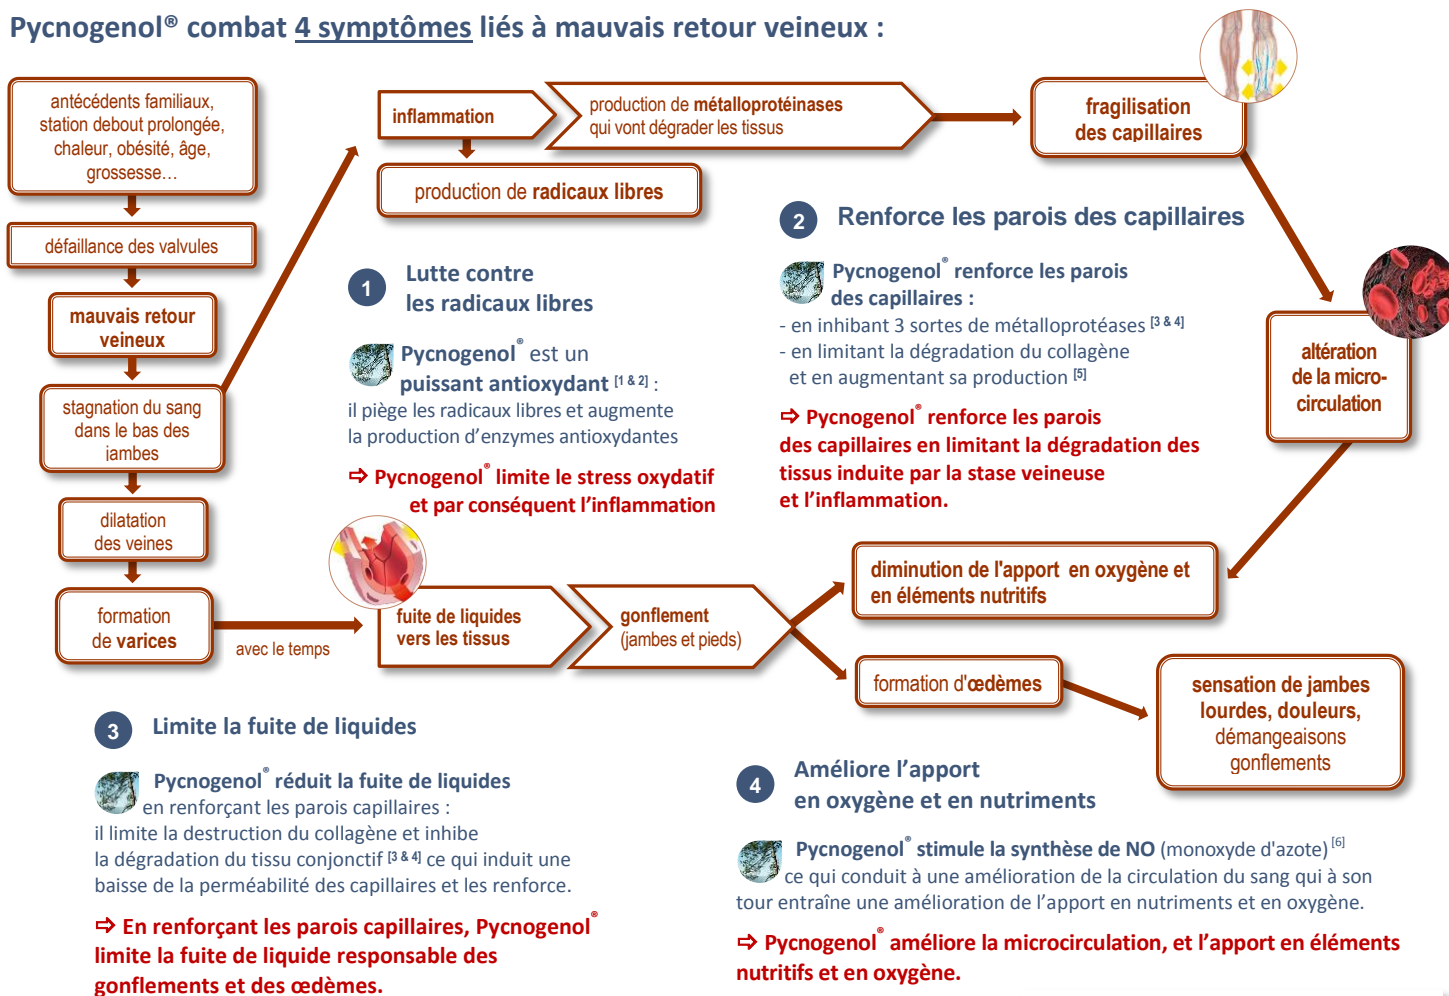 Pycnogenol® combat 4 symptômes liés à mauvais retour veineux :
antécédents familiaux,
station debout prolongée,
chaleur, obésité, âge,
grossesse…
défaillance des valvules
mauvais retour
veineux
stagnation du sang
dans le bas des
jambes
dilatation
des veines
formation
de varices
avec le temps
inflammation
production de métalloprotéinases
qui vont dégrader les tissus
production de radicaux libres
fragilisation
des capillaires
altération
de la micro-
circulation
fuite de liquides
vers les tissus
gonflement
(jambes et pieds)
diminution de l'apport en oxygène et
en éléments nutritifs
formation d'œdèmes
sensation de jambes
lourdes, douleurs,
démangeaisons
gonflements
1
Lutte contre
les radicaux libres
Pycnogenol® est un
puissant antioxydant [1 & 2] :
il piège les radicaux libres et augmente
la production d'enzymes antioxydantes
⇨ Pycnogenol® limite le stress oxydatif
et par conséquent l'inflammation
2
Renforce les parois des capillaires
Pycnogenol® renforce les parois
des capillaires :
- en inhibant 3 sortes de métalloprotéases [3 & 4]
- en limitant la dégradation du collagène
et en augmentant sa production [5]
⇨ Pycnogenol® renforce les parois
des capillaires en limitant la dégradation des
tissus induite par la stase veineuse
et l'inflammation.
3
Limite la fuite de liquides
Pycnogenol® réduit la fuite de liquides
en renforçant les parois capillaires :
il limite la destruction du collagène et inhibe
la dégradation du tissu conjonctif [3 & 4] ce qui induit une
baisse de la perméabilité des capillaires et les renforce.
⇨ En renforçant les parois capillaires, Pycnogenol®
limite la fuite de liquide responsable des
gonflements et des œdèmes.
4
Améliore l'apport
en oxygène et en nutriments
Pycnogenol® stimule la synthèse de NO (monoxyde d'azote) [6]
ce qui conduit à une amélioration de la circulation du sang qui à son
tour entraîne une amélioration de l'apport en nutriments et en oxygène.
⇨ Pycnogenol® améliore la microcirculation, et l'apport en éléments
nutritifs et en oxygène.